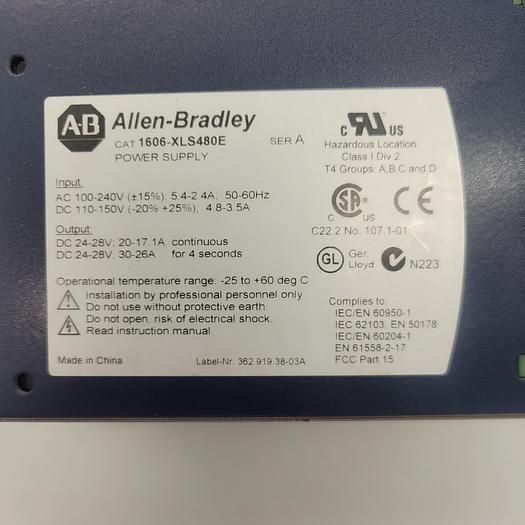 A-B Allen-Bradley
CAT 1606-XLS480E SER A
POWER SUPPLY
Input:
AC 100-240V (±15%); 5.4-2.4A; 50-60Hz
DC 110-150V (-20% +25%); 4.8-3.5A
Output:
DC 24-28V; 20-17.1A continuous
DC 24-28V; 30-26A for 4 seconds
Operational temperature range: -25 to +60 deg C
Installation by professional personnel only.
Do not use without protective earth.
Do not open, risk of electrical shock.
Read instruction manual.
Made in China
Label-Nr. 362.919.38-03A
C UR US
Hazardous Location
Class I Div 2
T4 Groups: A,B,C and D
C SA US CE
C22.2 No. 107.1-01
GL Ger. Lloyd N223
Complies to:
IEC/EN 60950-1
IEC 62103, EN 50178
IEC/EN 60204-1
EN 61558-2-17
FCC Part 15